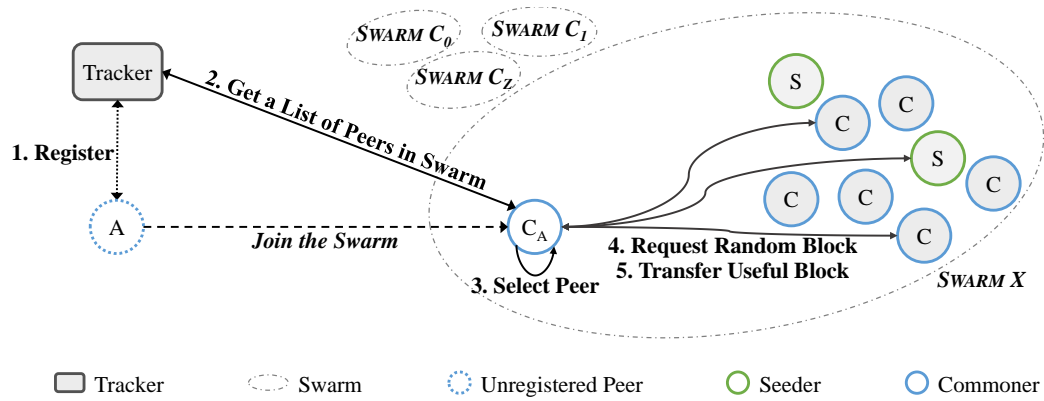 SWARM C0
SWARM C1
SWARM CZ
Tracker
2. Get a List of Peers in Swarm
1. Register
S
C
C
S
C
C
C
C
A
Join the Swarm
CA
3. Select Peer
4. Request Random Block
5. Transfer Useful Block
SWARM X
Tracker
Swarm
Unregistered Peer
Seeder
Commoner